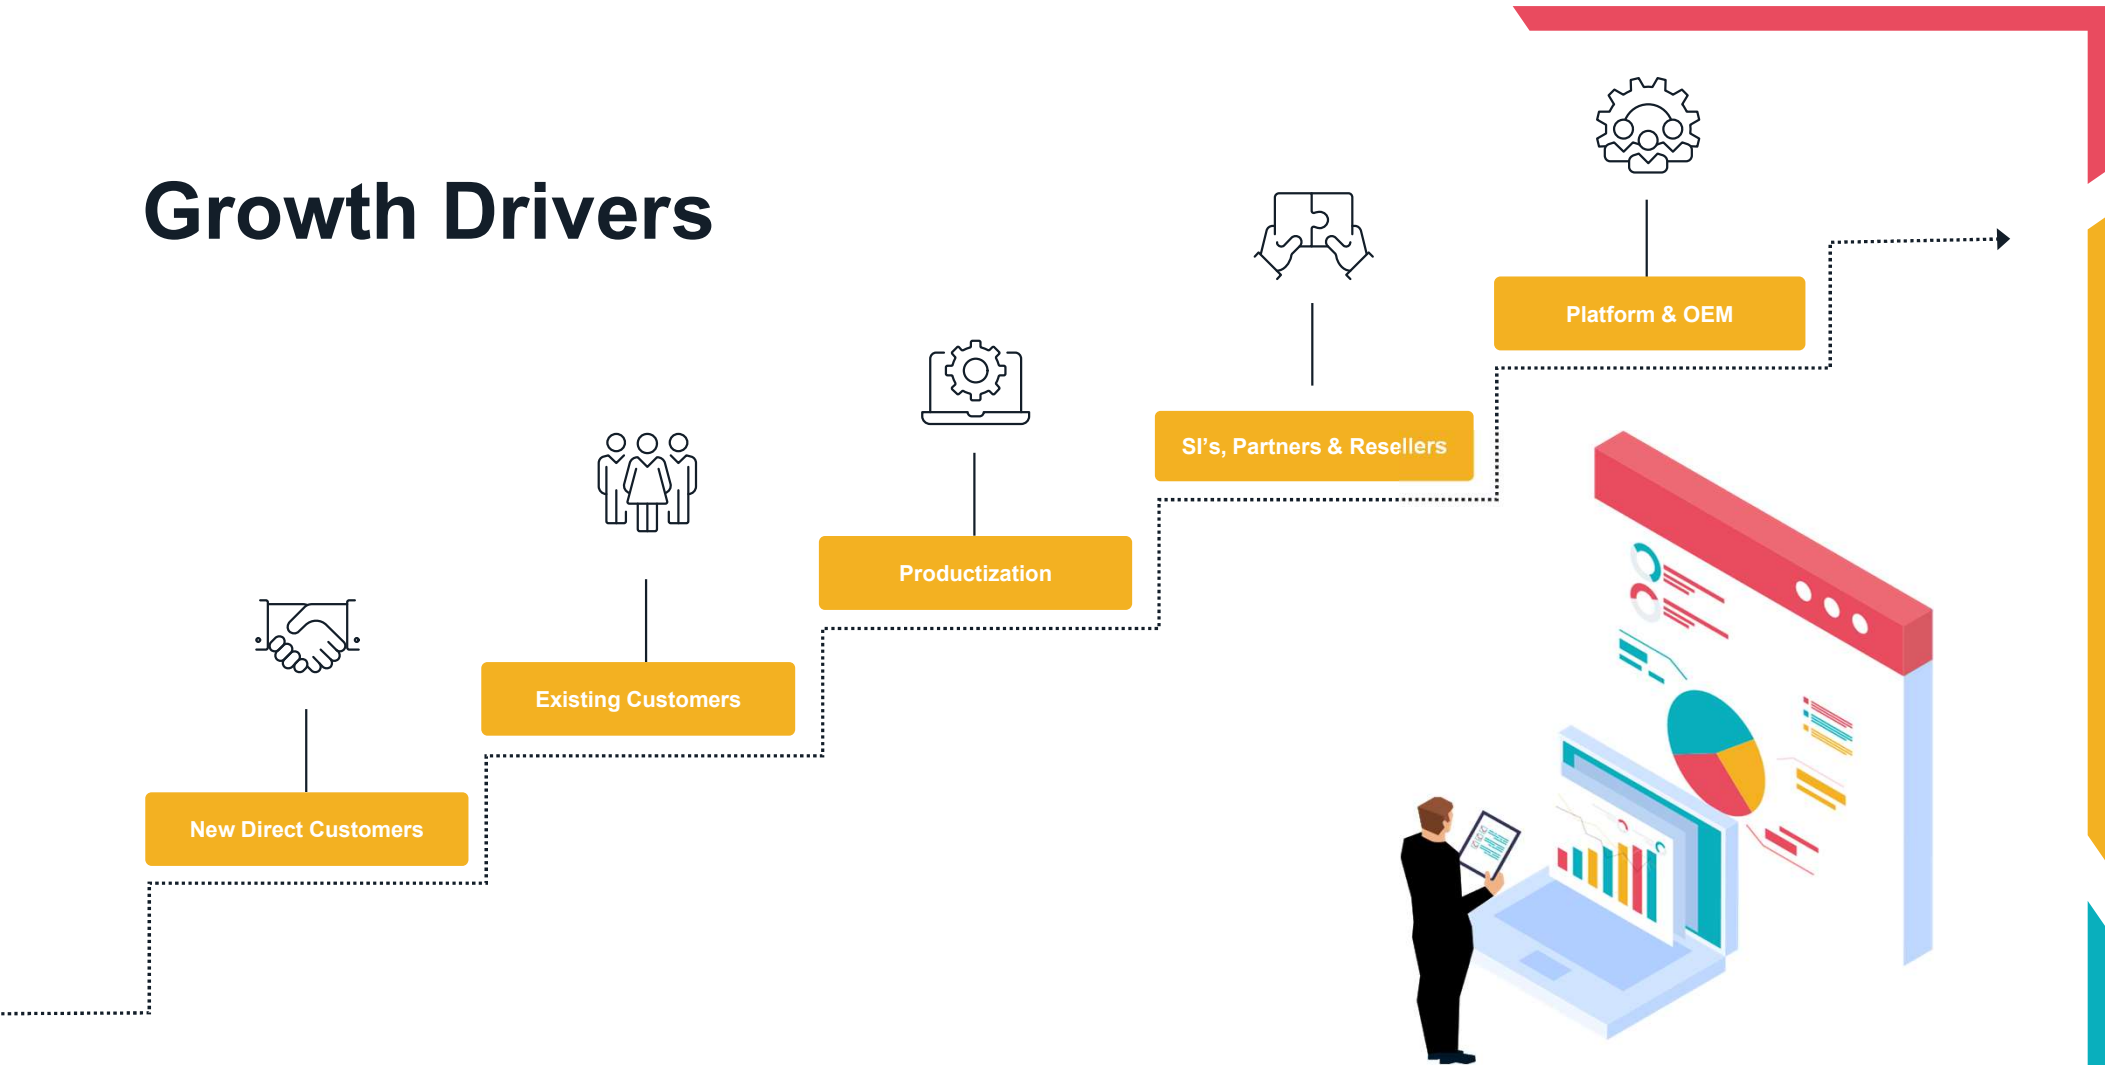 Growth Drivers
New Direct Customers
Existing Customers
Productization
SI's, Partners & Resellers
Platform & OEM